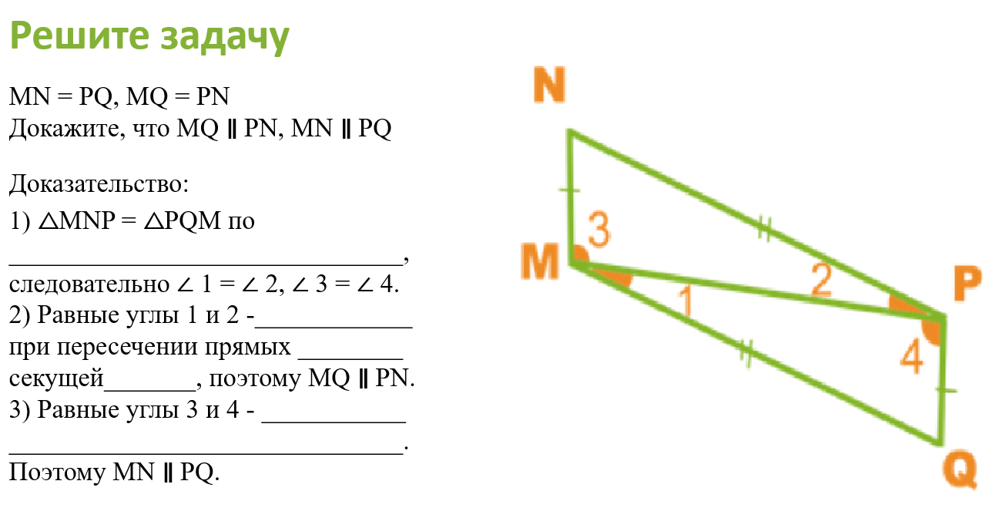 Решите задачу
MN = PQ, MQ = PN
Докажите, что MQ ∥ PN, MN ∥ PQ
Доказательство:
1) △MNP = △PQM по
______________________________,
следовательно ∠ 1 = ∠ 2, ∠ 3 = ∠ 4.
2) Равные углы 1 и 2 -____________
при пересечении прямых ________
секущей_______, поэтому MQ ∥ PN.
3) Равные углы 3 и 4 - ___________
______________________________.
Поэтому MN ∥ PQ.
N
3
M
2
P
1
4
Q